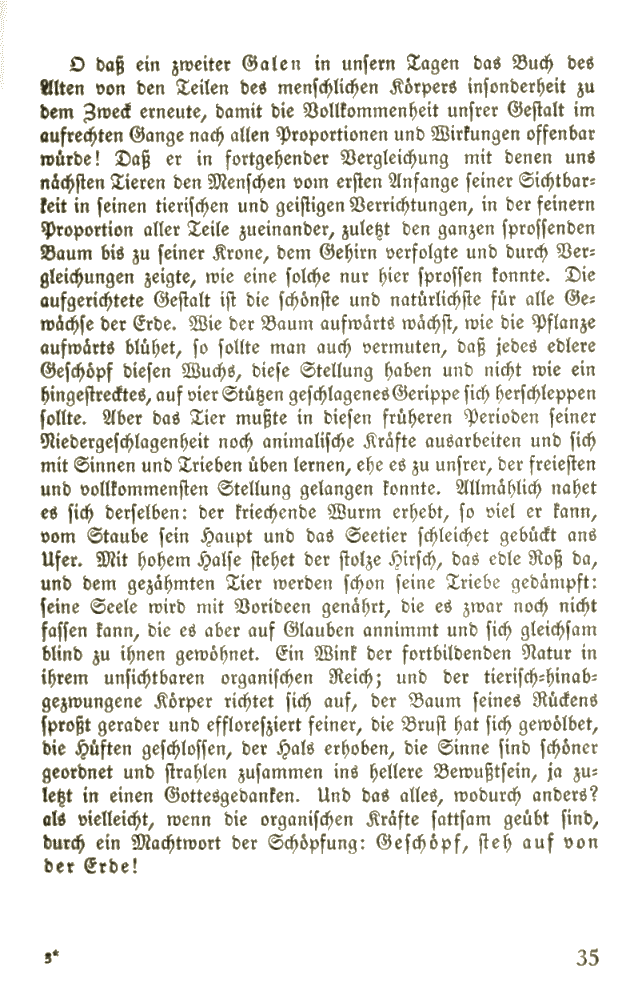 O daß ein zweiter Galen in unsern Tagen das Buch des
Alten von den Teilen des menschlichen Körpers insonderheit zu
dem Zweck erneute, damit die Vollkommenheit unsrer Gestalt im
aufrechten Gange nach allen Proportionen und Wirkungen offenbar
würde! Daß er in fortgehender Vergleichung mit denen uns
nächsten Tieren den Menschen vom ersten Anfange seiner Sichtbar-
keit in seinen tierischen und geistigen Verrichtungen, in der feinern
Proportion aller Teile zueinander, zuletzt den ganzen sprossenden
Baum bis zu seiner Krone, dem Gehirn verfolgte und durch Ver-
gleichungen zeigte, wie eine solche nur hier sprossen konnte. Die
aufgerichtete Gestalt ist die schönste und natürlichste für alle Ge-
wächse der Erde. Wie der Baum aufwärts wächst, wie die Pflanze
aufwärts blühet, so sollte man auch vermuten, daß jedes edlere
Geschöpf diesen Wuchs, diese Stellung haben und nicht wie ein
hingestrecktes, auf vier Stützen geschlagenes Gerippe sich herschleppen
sollte. Aber das Tier mußte in diesen früheren Perioden seiner
Niedergeschlagenheit noch animalische Kräfte ausarbeiten und sich
mit Sinnen und Trieben üben lernen, ehe es zu unsrer, der freiesten
und vollkommensten Stellung gelangen konnte. Allmählich nahet
es sich derselben: der kriechende Wurm erhebt, so viel er kann,
vom Staube sein Haupt und das Seetier schleichet gebückt ans
Ufer. Mit hohem Halse stehet der stolze Hirsch, das edle Roß da,
und dem gezähmten Tier werden schon seine Triebe gedämpft:
seine Seele wird mit Vorideen genährt, die es zwar noch nicht
fassen kann, die es aber auf Glauben annimmt und sich gleichsam
blind zu ihnen gewöhnet. Ein Wink der fortbildenden Natur in
ihrem unsichtbaren organischen Reich; und der tierisch-hinab-
gezwungene Körper richtet sich auf, der Baum seines Rückens
sproßt gerader und effloresziert feiner, die Brust hat sich gewölbet,
die Hüften geschlossen, der Hals erhoben, die Sinne sind schöner
geordnet und strahlen zusammen ins hellere Bewußtsein, ja zu-
letzt in einen Gottesgedanken. Und das alles, wodurch anders?
als vielleicht, wenn die organischen Kräfte sattsam geübt sind,
durch ein Machtwort der Schöpfung: Geschöpf, steh auf von
der Erde!
3*
35